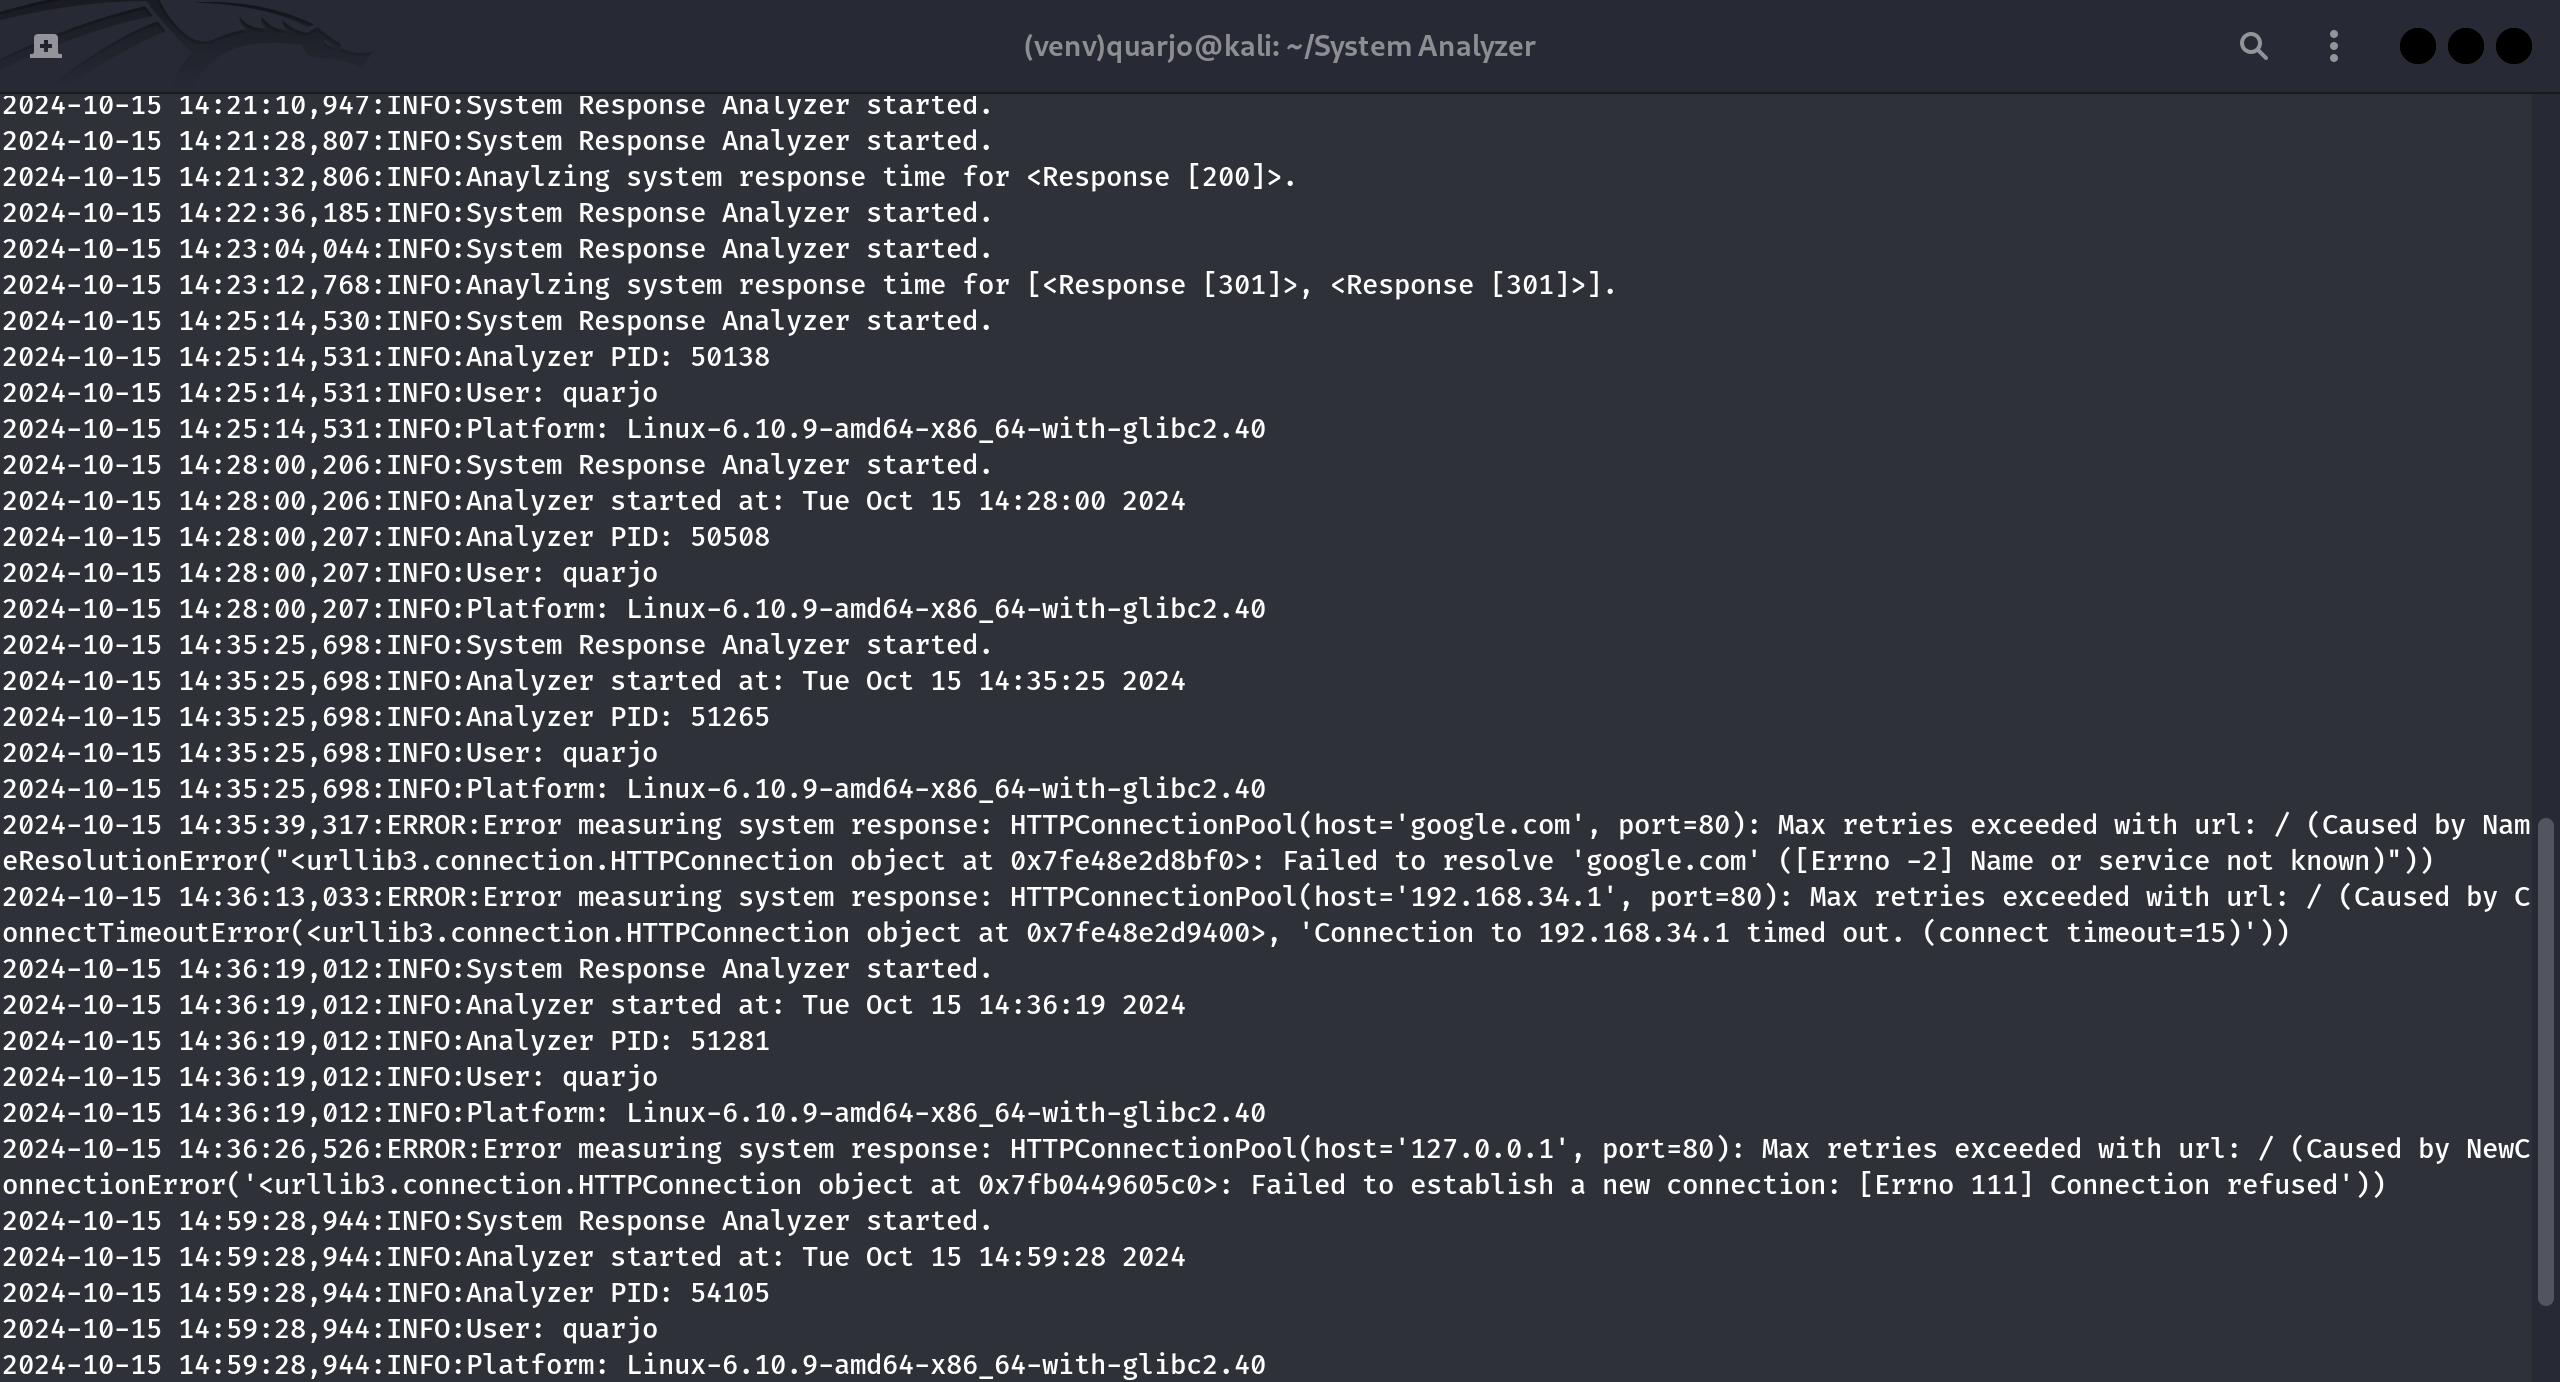 (venv)quarjo@kali: ~/System Analyzer
2024-10-15 14:21:10,947:INFO:System Response Analyzer started.
2024-10-15 14:21:28,807:INFO:System Response Analyzer started.
2024-10-15 14:21:32,806:INFO:Anaylzing system response time for <Response [200]>.
2024-10-15 14:22:36,185:INFO:System Response Analyzer started.
2024-10-15 14:23:04,044:INFO:System Response Analyzer started.
2024-10-15 14:23:12,768:INFO:Anaylzing system response time for [<Response [301]>, <Response [301]>].
2024-10-15 14:25:14,530:INFO:System Response Analyzer started.
2024-10-15 14:25:14,531:INFO:Analyzer PID: 50138
2024-10-15 14:25:14,531:INFO:User: quarjo
2024-10-15 14:25:14,531:INFO:Platform: Linux-6.10.9-amd64-x86_64-with-glibc2.40
2024-10-15 14:28:00,206:INFO:System Response Analyzer started.
2024-10-15 14:28:00,206:INFO:Analyzer started at: Tue Oct 15 14:28:00 2024
2024-10-15 14:28:00,207:INFO:Analyzer PID: 50508
2024-10-15 14:28:00,207:INFO:User: quarjo
2024-10-15 14:28:00,207:INFO:Platform: Linux-6.10.9-amd64-x86_64-with-glibc2.40
2024-10-15 14:35:25,698:INFO:System Response Analyzer started.
2024-10-15 14:35:25,698:INFO:Analyzer started at: Tue Oct 15 14:35:25 2024
2024-10-15 14:35:25,698:INFO:Analyzer PID: 51265
2024-10-15 14:35:25,698:INFO:User: quarjo
2024-10-15 14:35:25,698:INFO:Platform: Linux-6.10.9-amd64-x86_64-with-glibc2.40
2024-10-15 14:35:39,317:ERROR:Error measuring system response: HTTPConnectionPool(host='google.com', port=80): Max retries exceeded with url: / (Caused by Nam
eResolutionError("<urllib3.connection.HTTPConnection object at 0x7fe48e2d8bf0>: Failed to resolve 'google.com' ([Errno -2] Name or service not known)"))
2024-10-15 14:36:13,033:ERROR:Error measuring system response: HTTPConnectionPool(host='192.168.34.1', port=80): Max retries exceeded with url: / (Caused by C
onnectTimeoutError(<urllib3.connection.HTTPConnection object at 0x7fe48e2d9400>, 'Connection to 192.168.34.1 timed out. (connect timeout=15)'))
2024-10-15 14:36:19,012:INFO:System Response Analyzer started.
2024-10-15 14:36:19,012:INFO:Analyzer started at: Tue Oct 15 14:36:19 2024
2024-10-15 14:36:19,012:INFO:Analyzer PID: 51281
2024-10-15 14:36:19,012:INFO:User: quarjo
2024-10-15 14:36:19,012:INFO:Platform: Linux-6.10.9-amd64-x86_64-with-glibc2.40
2024-10-15 14:36:26,526:ERROR:Error measuring system response: HTTPConnectionPool(host='127.0.0.1', port=80): Max retries exceeded with url: / (Caused by NewC
onnectionError('<urllib3.connection.HTTPConnection object at 0x7fb0449605c0>: Failed to establish a new connection: [Errno 111] Connection refused'))
2024-10-15 14:59:28,944:INFO:System Response Analyzer started.
2024-10-15 14:59:28,944:INFO:Analyzer started at: Tue Oct 15 14:59:28 2024
2024-10-15 14:59:28,944:INFO:Analyzer PID: 54105
2024-10-15 14:59:28,944:INFO:User: quarjo
2024-10-15 14:59:28,944:INFO:Platform: Linux-6.10.9-amd64-x86_64-with-glibc2.40